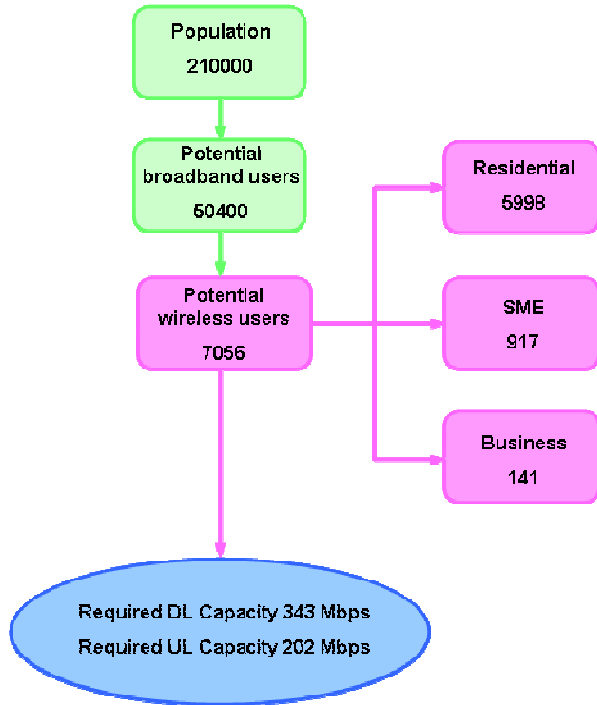 Population
210000
Potential
broadband users
50400
Potential
wireless users
7056
Residential
5998
SME
917
Business
141
Required DL Capacity 343 Mbps
Required UL Capacity 202 Mbps